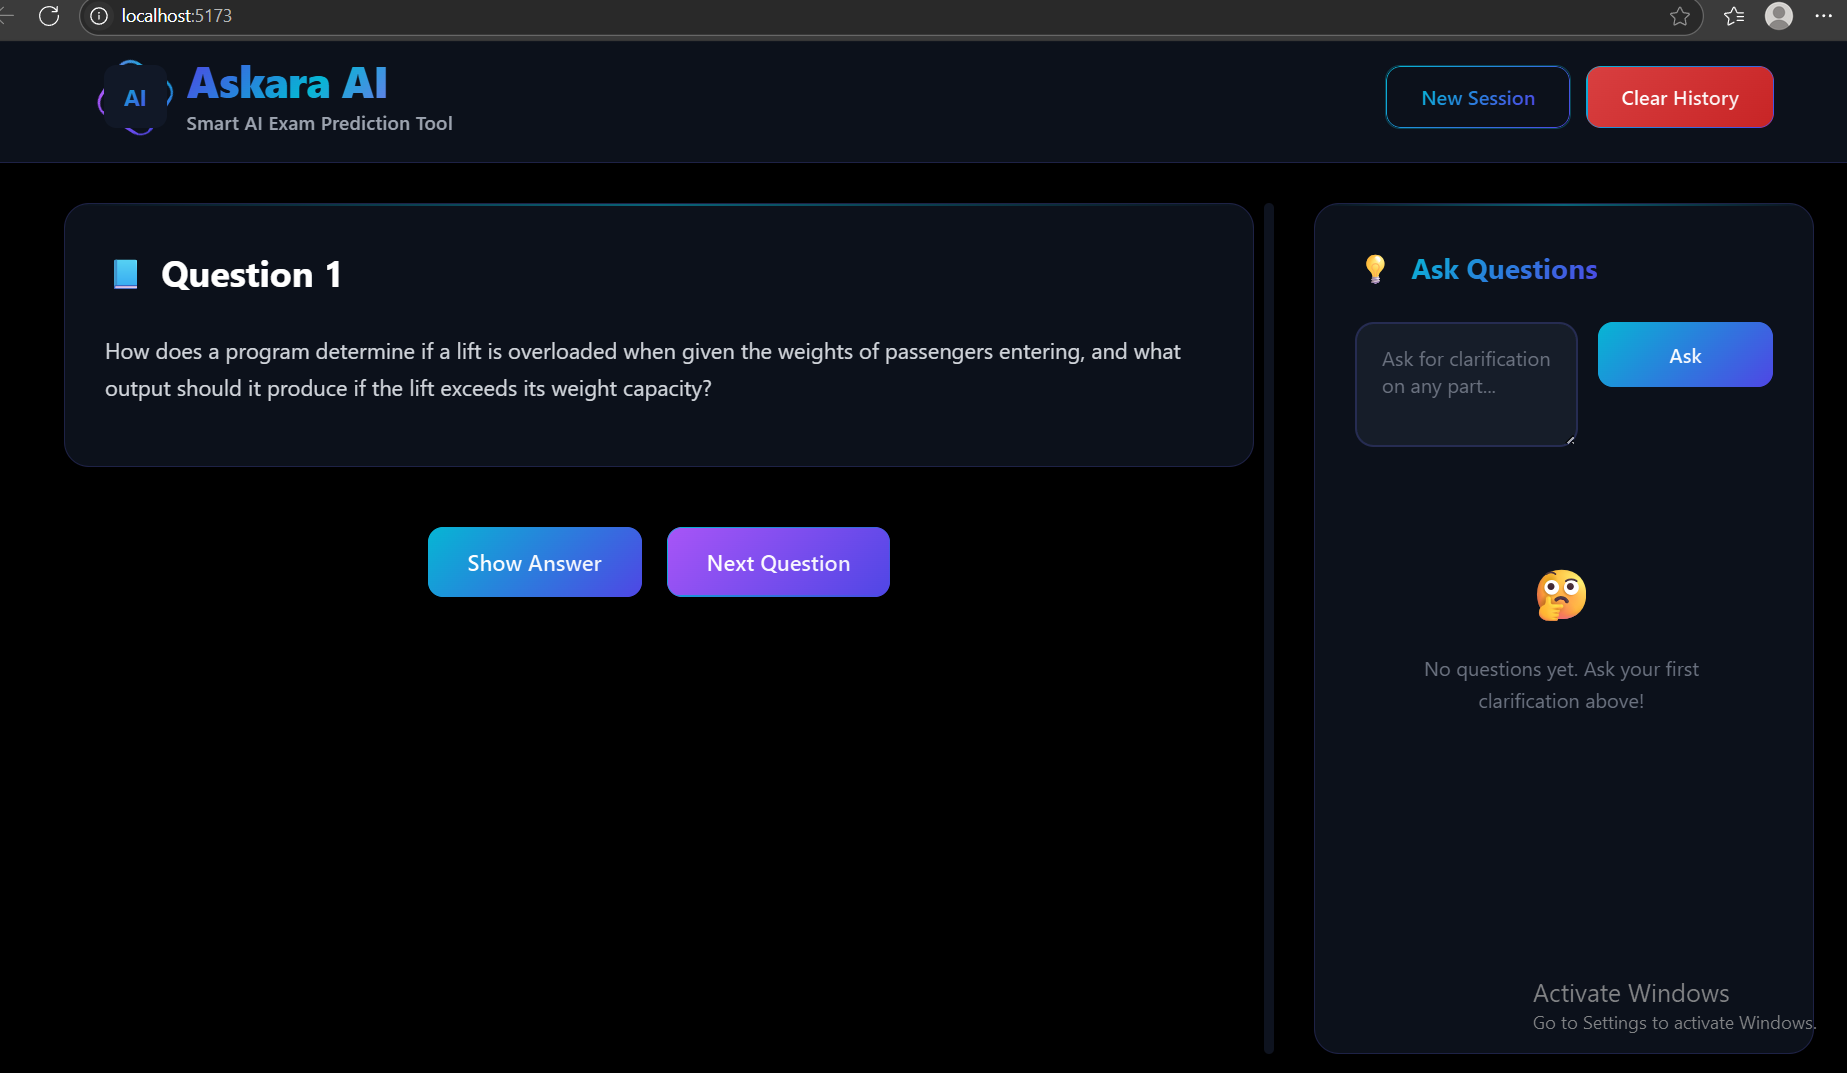 localhost:5173
AI
Askara AI
Smart AI Exam Prediction Tool
New Session
Clear History
Question 1
How does a program determine if a lift is overloaded when given the weights of passengers entering, and what
output should it produce if the lift exceeds its weight capacity?
Show Answer
Next Question
Ask Questions
Ask for clarification
on any part...
Ask
No questions yet. Ask your first
clarification above!
Activate Windows
Go to Settings to activate Windows.